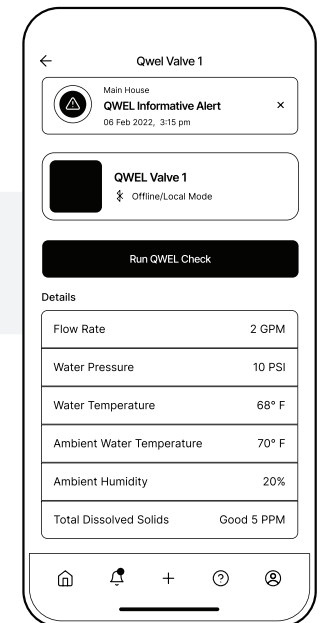 Qwel Valve 1
Main House
QWEL Informative Alert
06 Feb 2022, 3:15 pm
QWEL Valve 1
Offline/Local Mode
Run QWEL Check
Details
Flow Rate 2 GPM
Water Pressure 10 PSI
Water Temperature 68° F
Ambient Water Temperature 70° F
Ambient Humidity 20%
Total Dissolved Solids Good 5 PPM